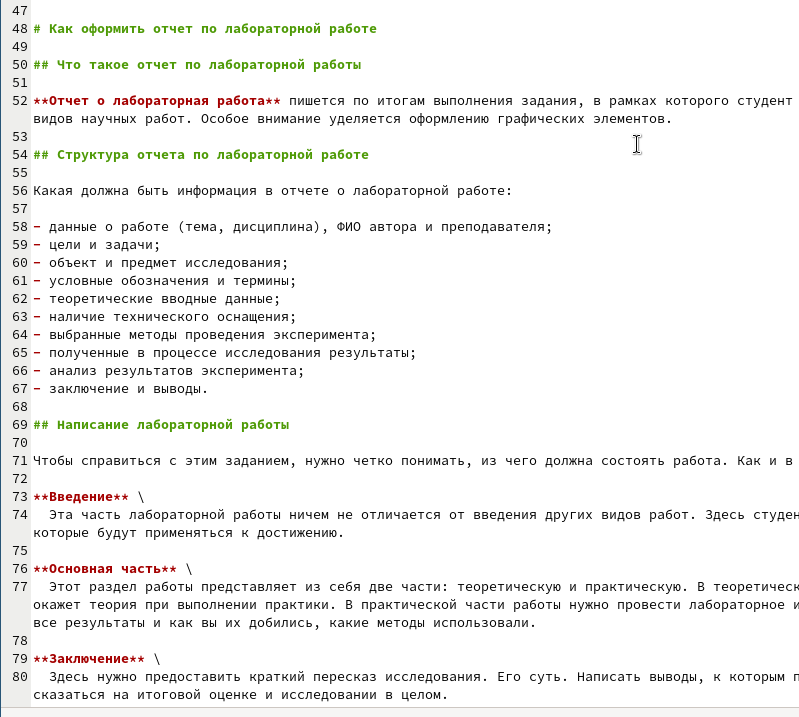 47
48 # Как оформить отчет по лабораторной работе
49
50 ## Что такое отчет по лабораторной работы
51
52 **Отчет о лабораторная работа** пишется по итогам выполнения задания, в рамках которого студент
видов научных работ. Особое внимание уделяется оформлению графических элементов.
53
54 ## Структура отчета по лабораторной работе
55
56 Какая должна быть информация в отчете о лабораторной работе:
57
58 – данные о работе (тема, дисциплина), ФИО автора и преподавателя;
59 – цели и задачи;
60 – объект и предмет исследования;
61 – условные обозначения и термины;
62 – теоретические вводные данные;
63 – наличие технического оснащения;
64 – выбранные методы проведения эксперимента;
65 – полученные в процессе исследования результаты;
66 – анализ результатов эксперимента;
67 – заключение и выводы.
68
69 ## Написание лабораторной работы
70
71 Чтобы справиться с этим заданием, нужно четко понимать, из чего должна состоять работа. Как и в
72
73 **Введение** \
74 Эта часть лабораторной работы ничем не отличается от введения других видов работ. Здесь студен
которые будут применяться к достижению.
75
76 **Основная часть** \
77 Этот раздел работы представляет из себя две части: теоретическую и практическую. В теоретическ
окажет теория при выполнении практики. В практической части работы нужно провести лабораторное и
все результаты и как вы их добились, какие методы использовали.
78
79 **Заключение** \
80 Здесь нужно предоставить краткий пересказ исследования. Его суть. Написать выводы, к которым п
сказаться на итоговой оценке и исследовании в целом.